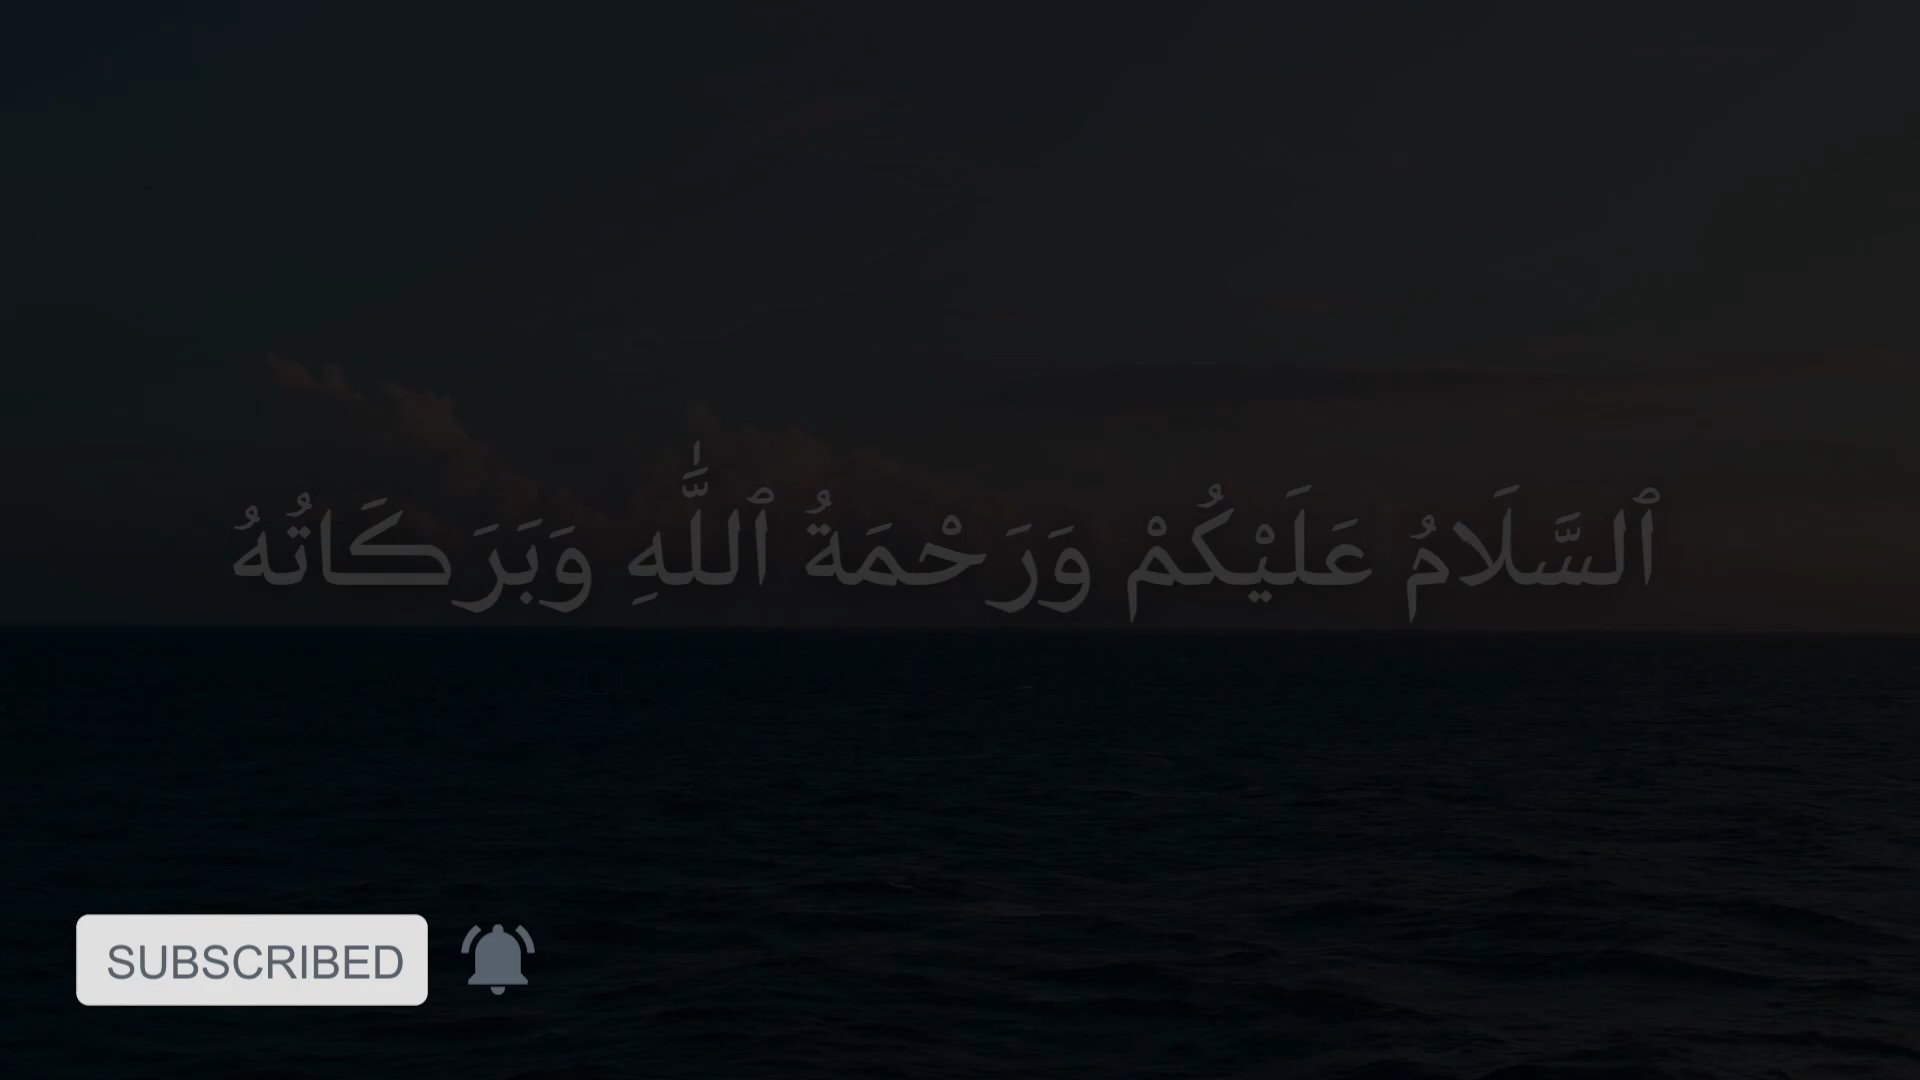 ٱلسَّلَامُ عَلَيْكُمْ وَرَحْمَةُ ٱللَّٰهِ وَبَرَكَاتُهُ
SUBSCRIBED